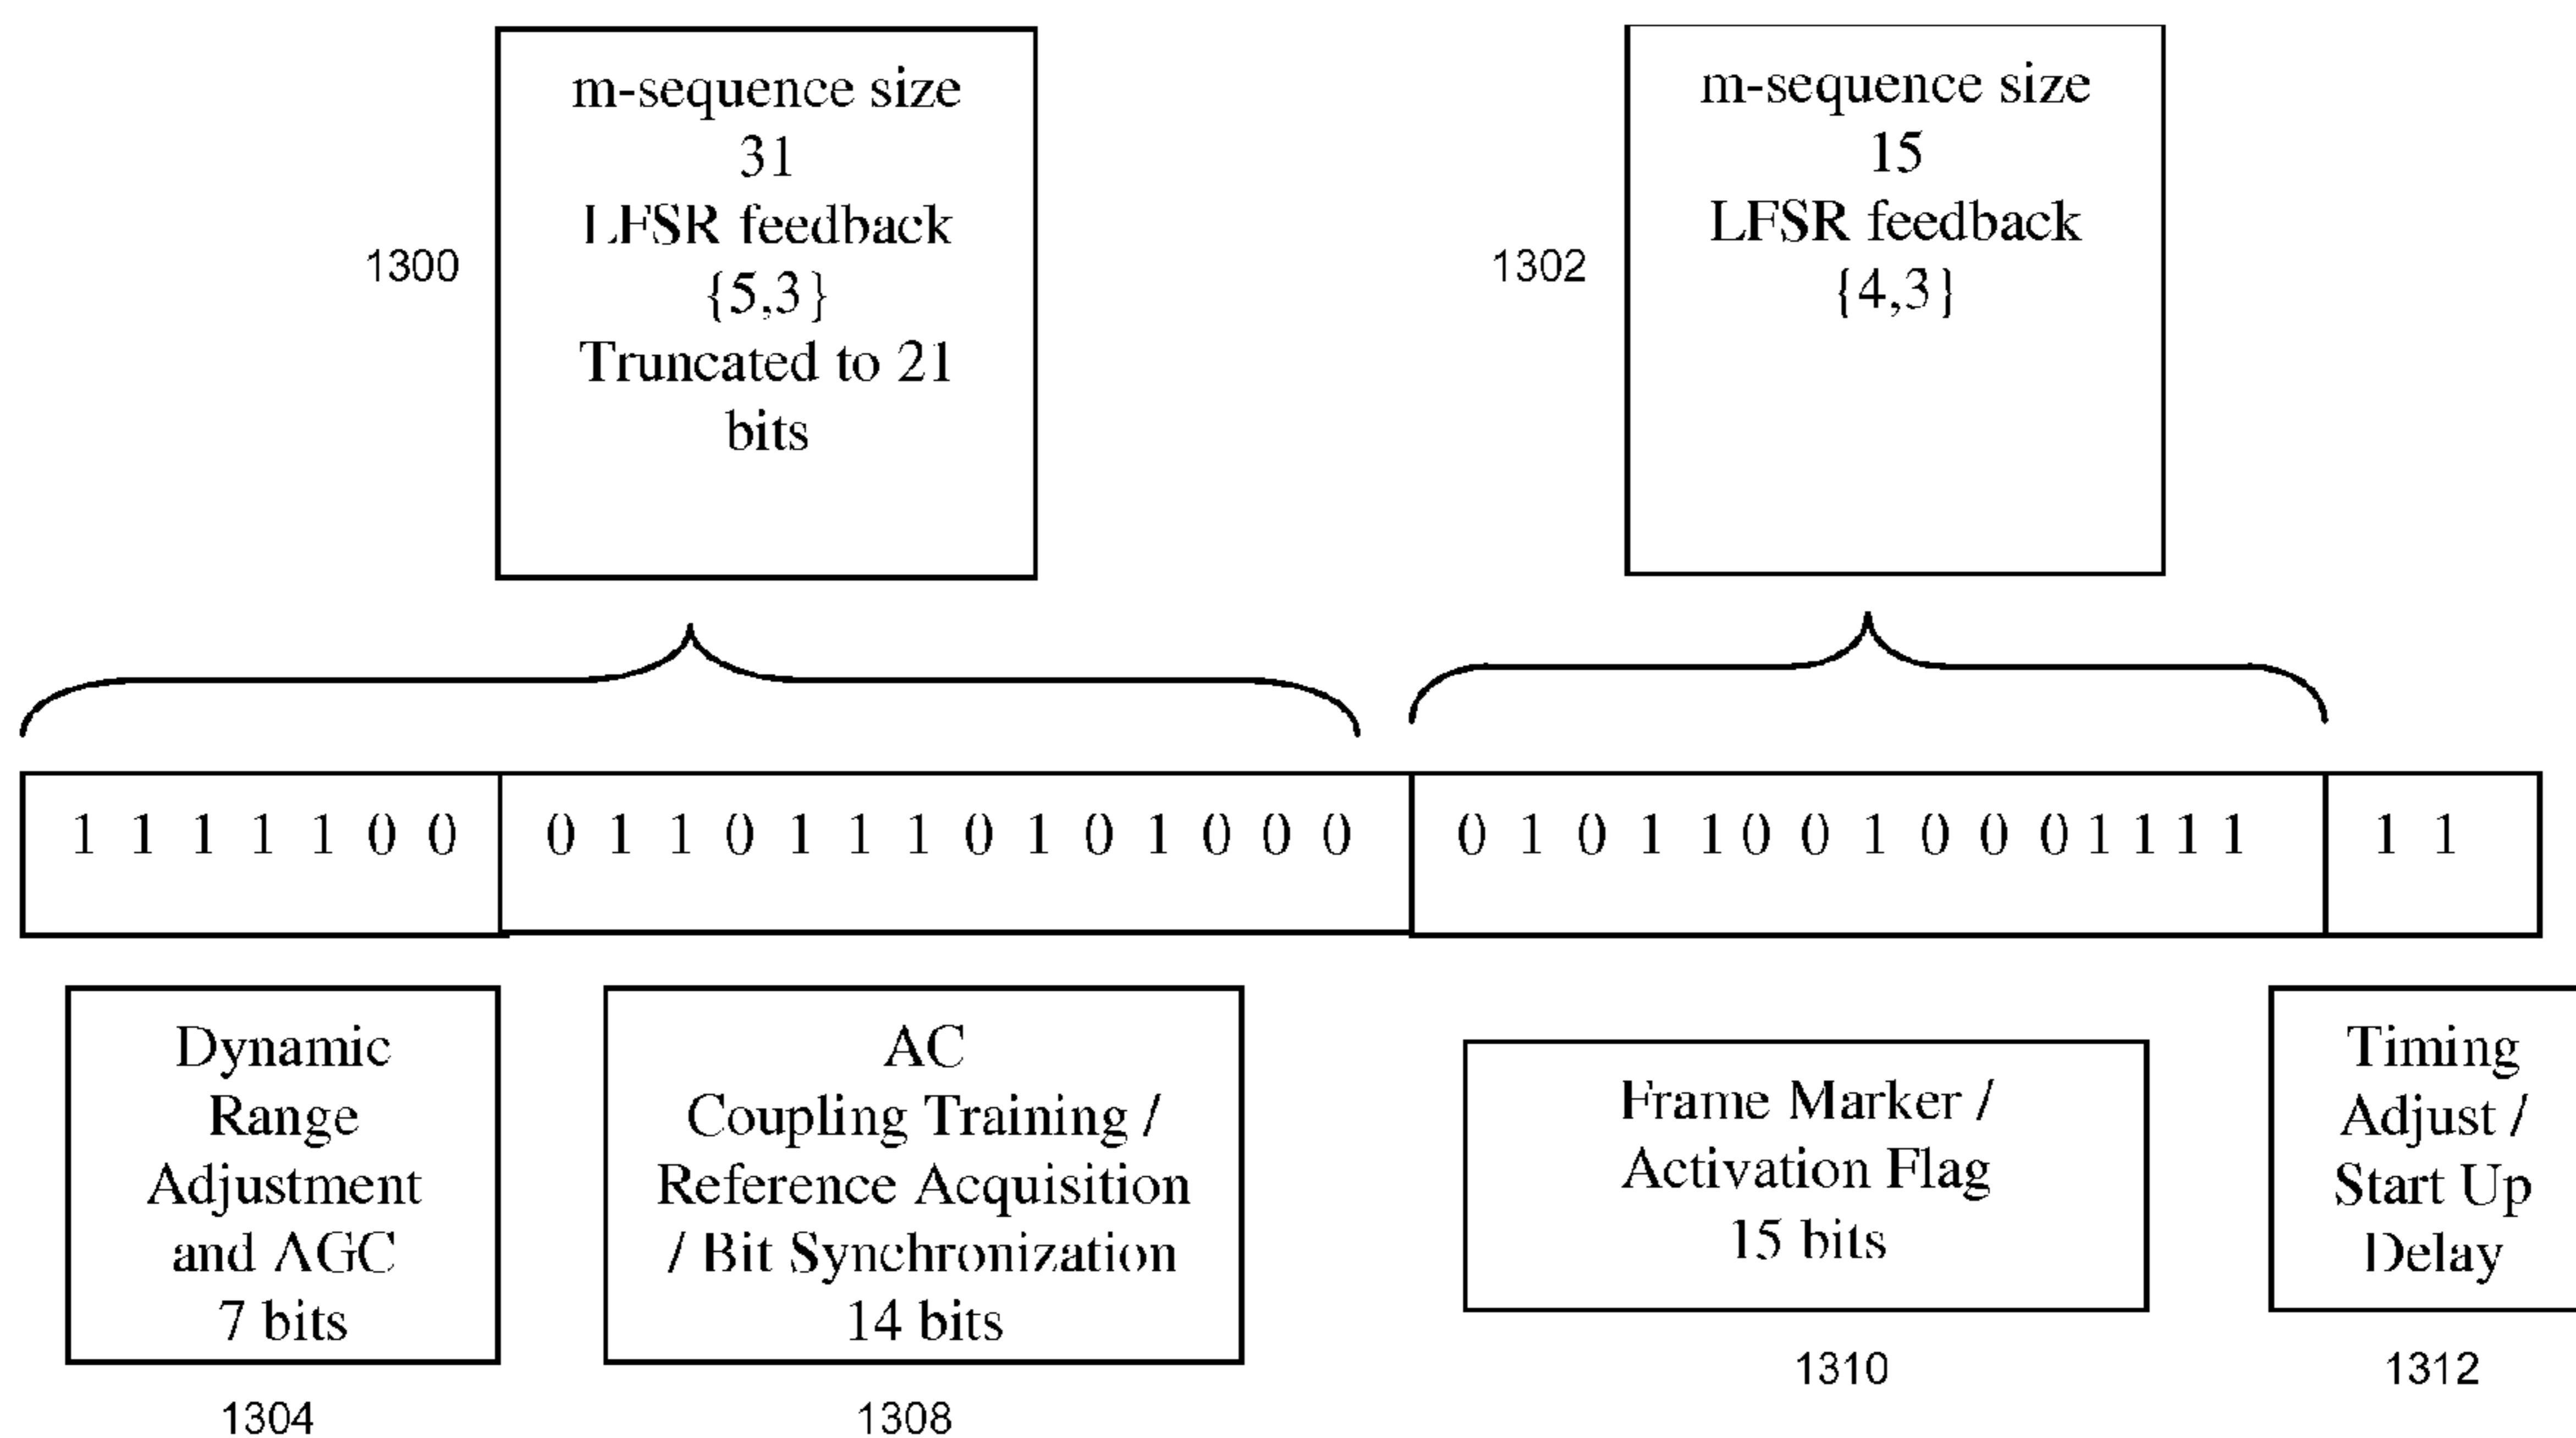 m-sequence size
31
LFSR feedback
{5,3}
Truncated to 21
bits
1300
m-sequence size
15
LFSR feedback
{4,3}
1302
1 1 1 1 1 0 0
0 1 1 0 1 1 1 0 1 0 1 0 0 0
0 1 0 1 1 0 0 1 0 0 0 1 1 1 1
1 1
Dynamic
Range
Adjustment
and AGC
7 bits
1304
AC
Coupling Training /
Reference Acquisition
/ Bit Synchronization
14 bits
1308
Frame Marker /
Activation Flag
15 bits
1310
Timing
Adjust /
Start Up
Delay
1312